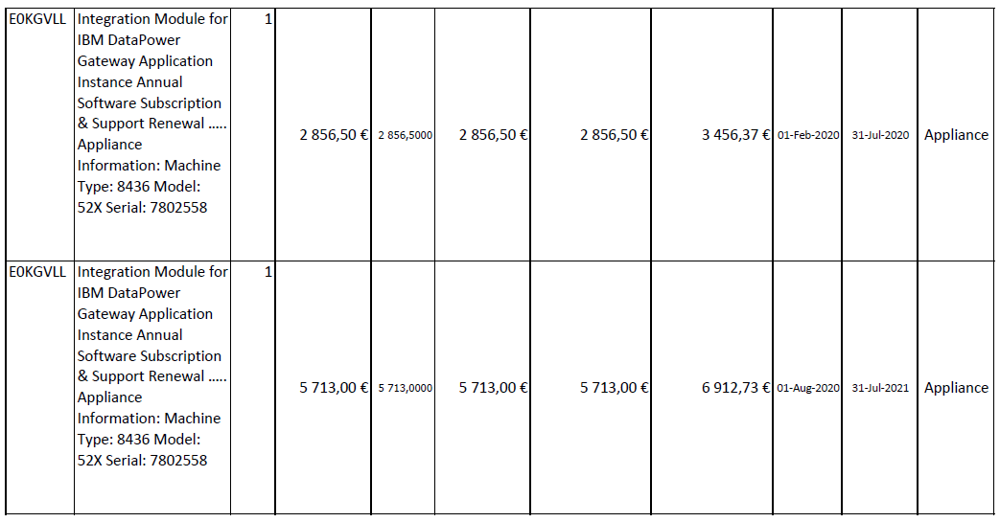 E0KGVLL Integration Module for 1
IBM DataPower
Gateway Application
Instance Annual
Software Subscription
& Support Renewal .....
Appliance
Information: Machine
Type: 8436 Model:
52X Serial: 7802558
2 856,50 € 2 856,5000 2 856,50 € 2 856,50 € 3 456,37 € 01-Feb-2020 31-Jul-2020 Appliance
E0KGVLL Integration Module for 1
IBM DataPower
Gateway Application
Instance Annual
Software Subscription
& Support Renewal .....
Appliance
Information: Machine
Type: 8436 Model:
52X Serial: 7802558
5 713,00 € 5 713,0000 5 713,00 € 5 713,00 € 6 912,73 € 01-Aug-2020 31-Jul-2021 Appliance